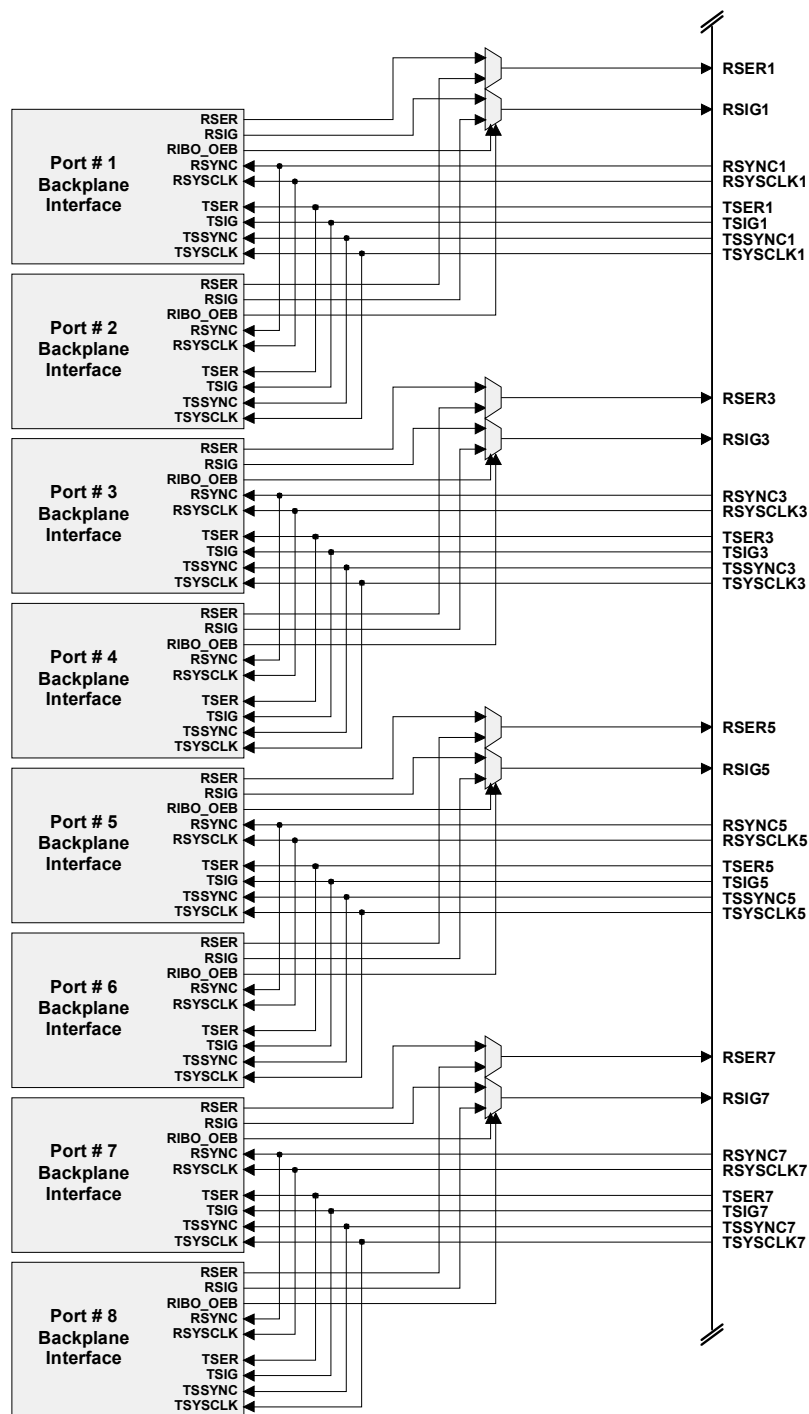 RSER1
RSIG1
Port # 1
Backplane
Interface
RSER
RSIG
RIBO_OEB
RSYNC
RSYSCLK
TSER
TSIG
TSSYNC
TSYSCLK
RSYNC1
RSYSCLK1
TSER1
TSIG1
TSSYNC1
TSYSCLK1
Port # 2
Backplane
Interface
RSER
RSIG
RIBO_OEB
RSYNC
RSYSCLK
TSER
TSIG
TSSYNC
TSYSCLK
RSER3
RSIG3
Port # 3
Backplane
Interface
RSER
RSIG
RIBO_OEB
RSYNC
RSYSCLK
TSER
TSIG
TSSYNC
TSYSCLK
RSYNC3
RSYSCLK3
TSER3
TSIG3
TSSYNC3
TSYSCLK3
Port # 4
Backplane
Interface
RSER
RSIG
RIBO_OEB
RSYNC
RSYSCLK
TSER
TSIG
TSSYNC
TSYSCLK
RSER5
RSIG5
Port # 5
Backplane
Interface
RSER
RSIG
RIBO_OEB
RSYNC
RSYSCLK
TSER
TSIG
TSSYNC
TSYSCLK
RSYNC5
RSYSCLK5
TSER5
TSIG5
TSSYNC5
TSYSCLK5
Port # 6
Backplane
Interface
RSER
RSIG
RIBO_OEB
RSYNC
RSYSCLK
TSER
TSIG
TSSYNC
TSYSCLK
RSER7
RSIG7
Port # 7
Backplane
Interface
RSER
RSIG
RIBO_OEB
RSYNC
RSYSCLK
TSER
TSIG
TSSYNC
TSYSCLK
RSYNC7
RSYSCLK7
TSER7
TSIG7
TSSYNC7
TSYSCLK7
Port # 8
Backplane
Interface
RSER
RSIG
RIBO_OEB
RSYNC
RSYSCLK
TSER
TSIG
TSSYNC
TSYSCLK